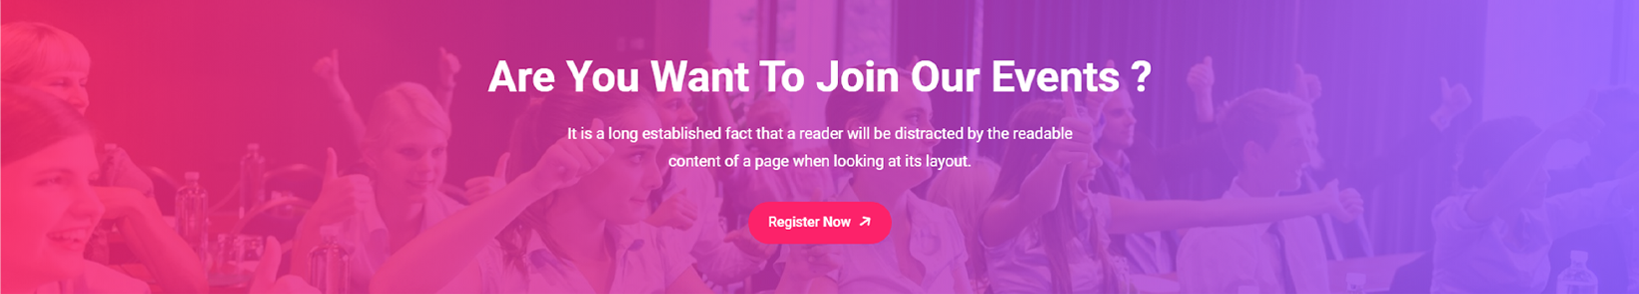 Are You Want To Join Our Events ?
It is a long established fact that a reader will be distracted by the readable
content of a page when looking at its layout.
Register Now